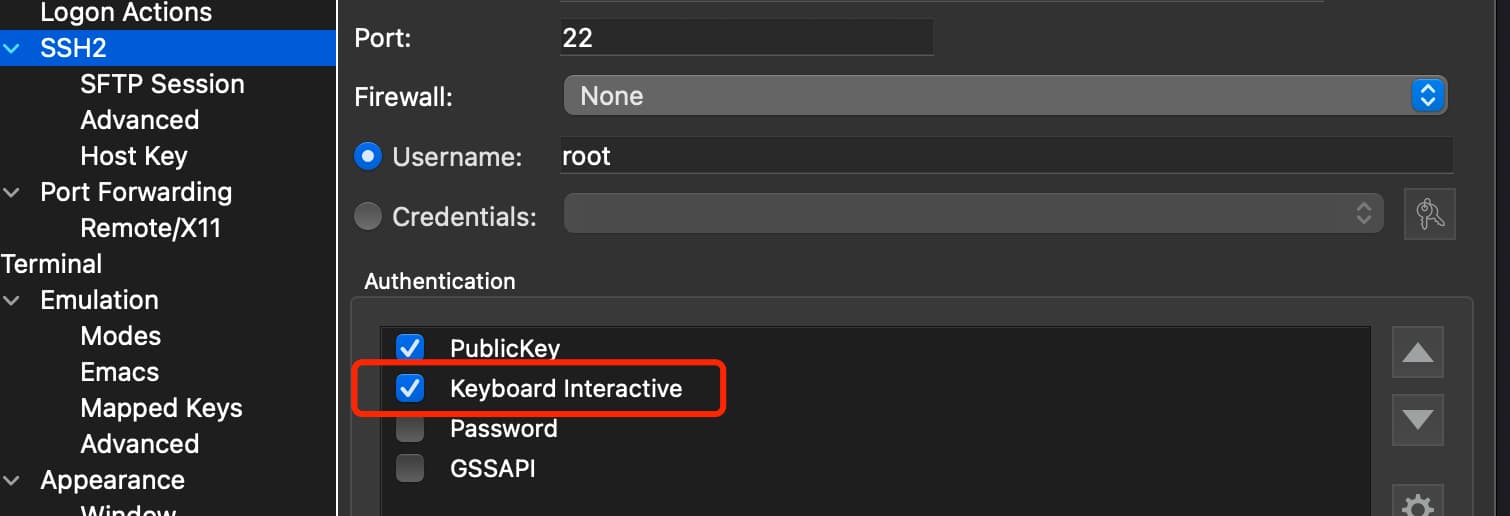 Logon Actions
SSH2
SFTP Session
Advanced
Host Key
Port Forwarding
Remote/X11
Terminal
Emulation
Modes
Emacs
Mapped Keys
Advanced
Appearance
Window
Port:
22
Firewall:
None
Username:
root
Credentials:
Authentication
PublicKey
Keyboard Interactive
Password
GSSAPI